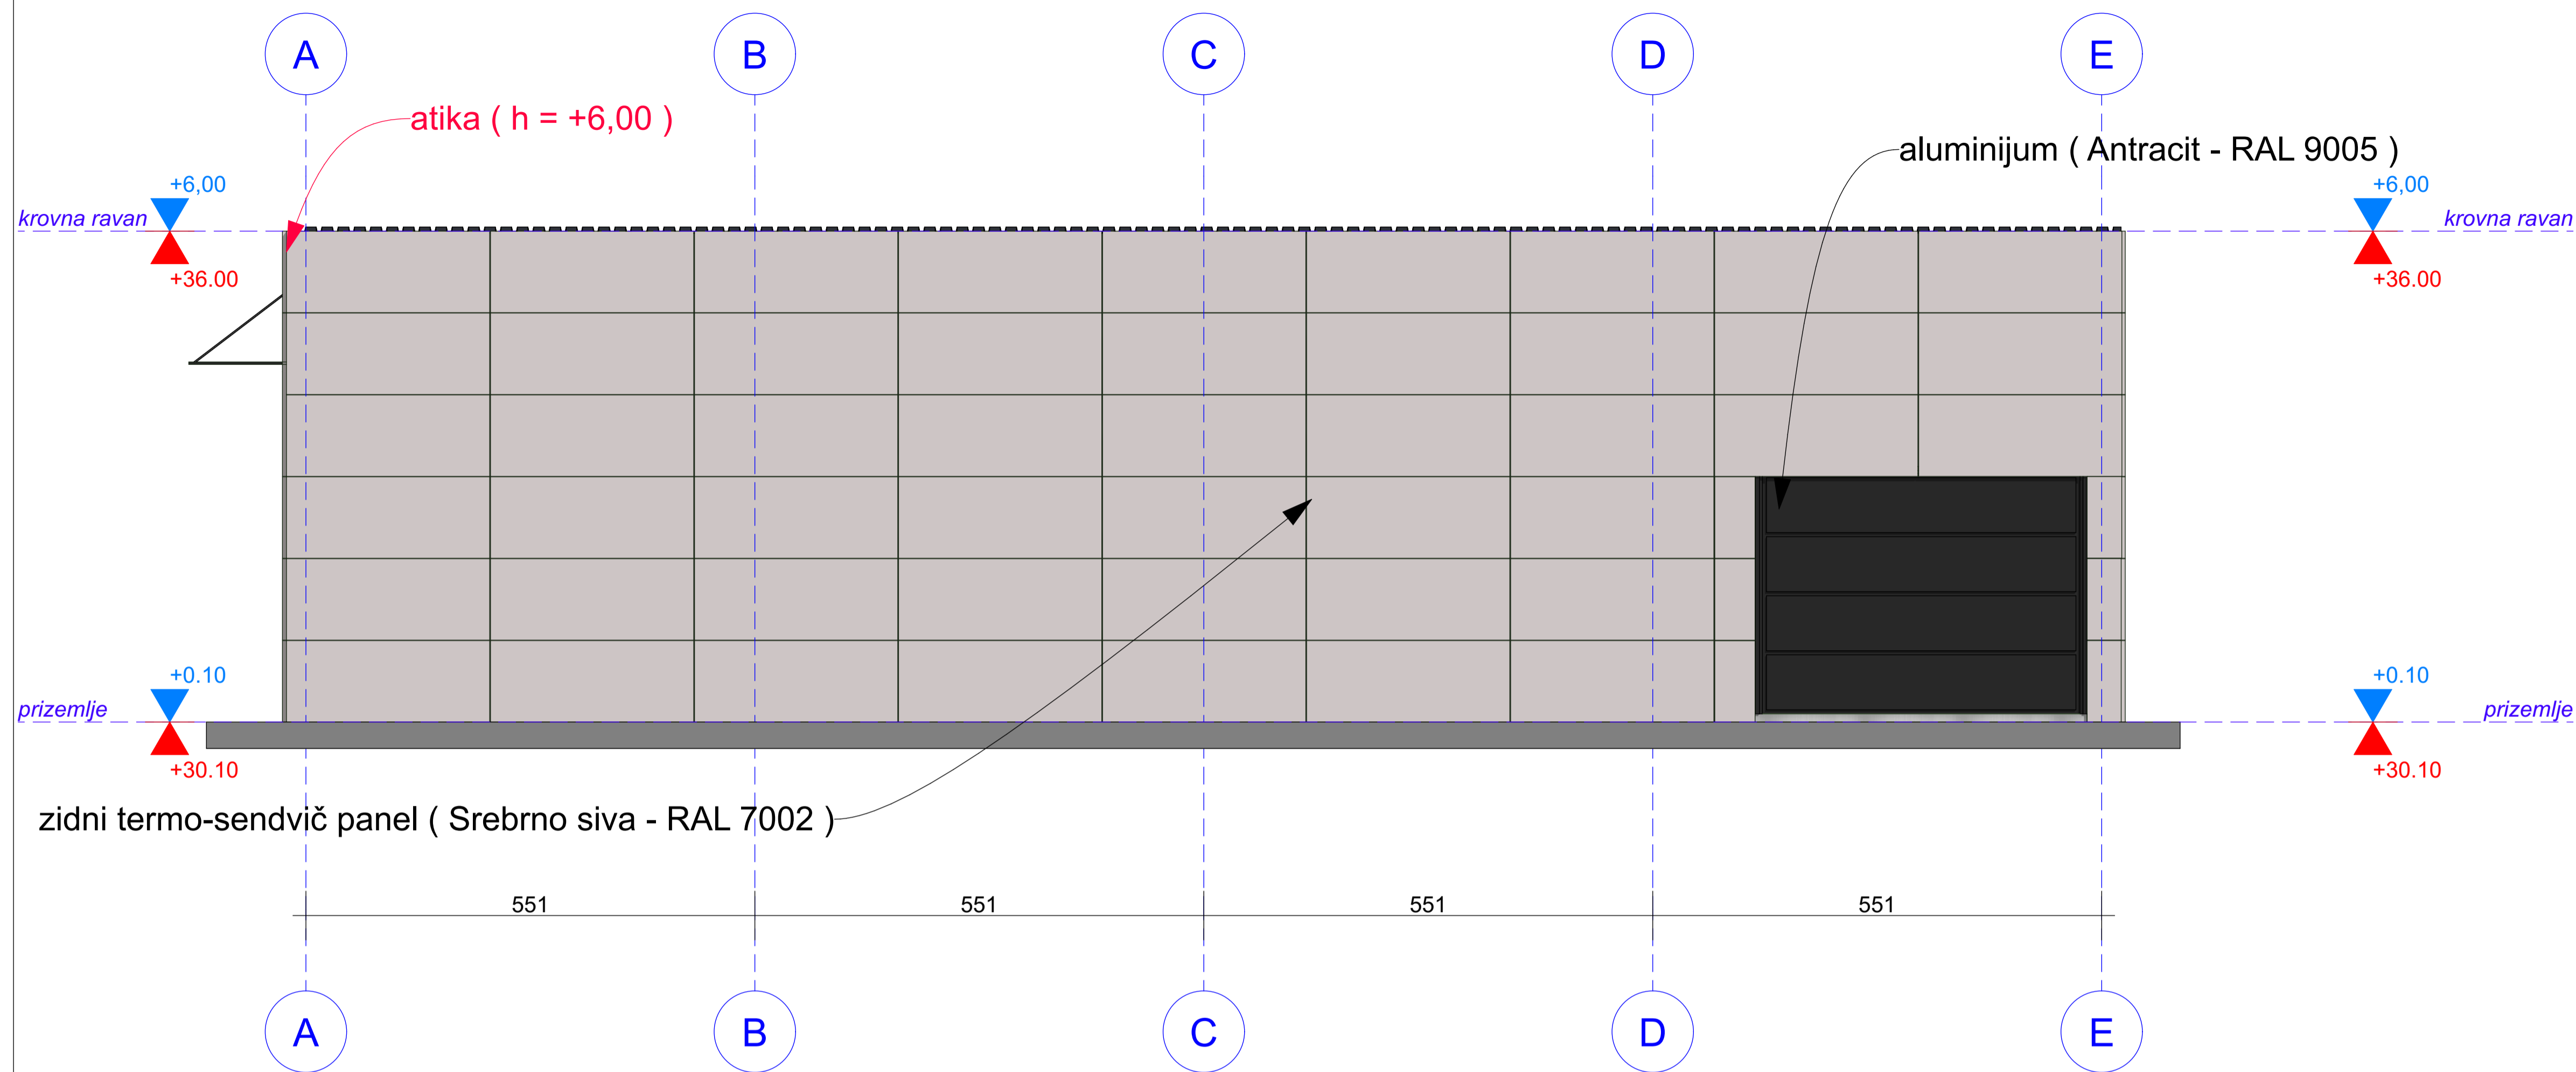 A
B
C
D
E
atika ( h = +6,00 )
aluminijum ( Antracit - RAL 9005 )
+6,00
krovna ravan
+36.00
+6,00
krovna ravan
+36.00
+0.10
prizemlje
+30.10
+0.10
prizemlje
+30.10
zidni termo-sendvič panel ( Srebrno siva - RAL 7002 )
551
551
551
551
A
B
C
D
E